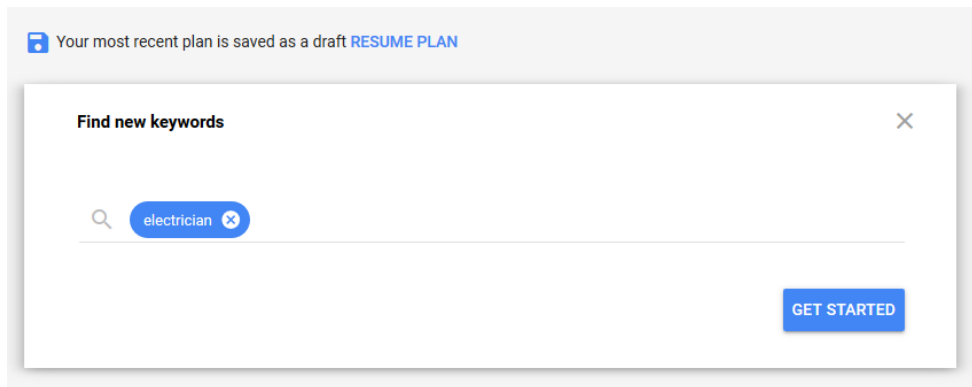 Your most recent plan is saved as a draft RESUME PLAN
Find new keywords
electrician
GET STARTED